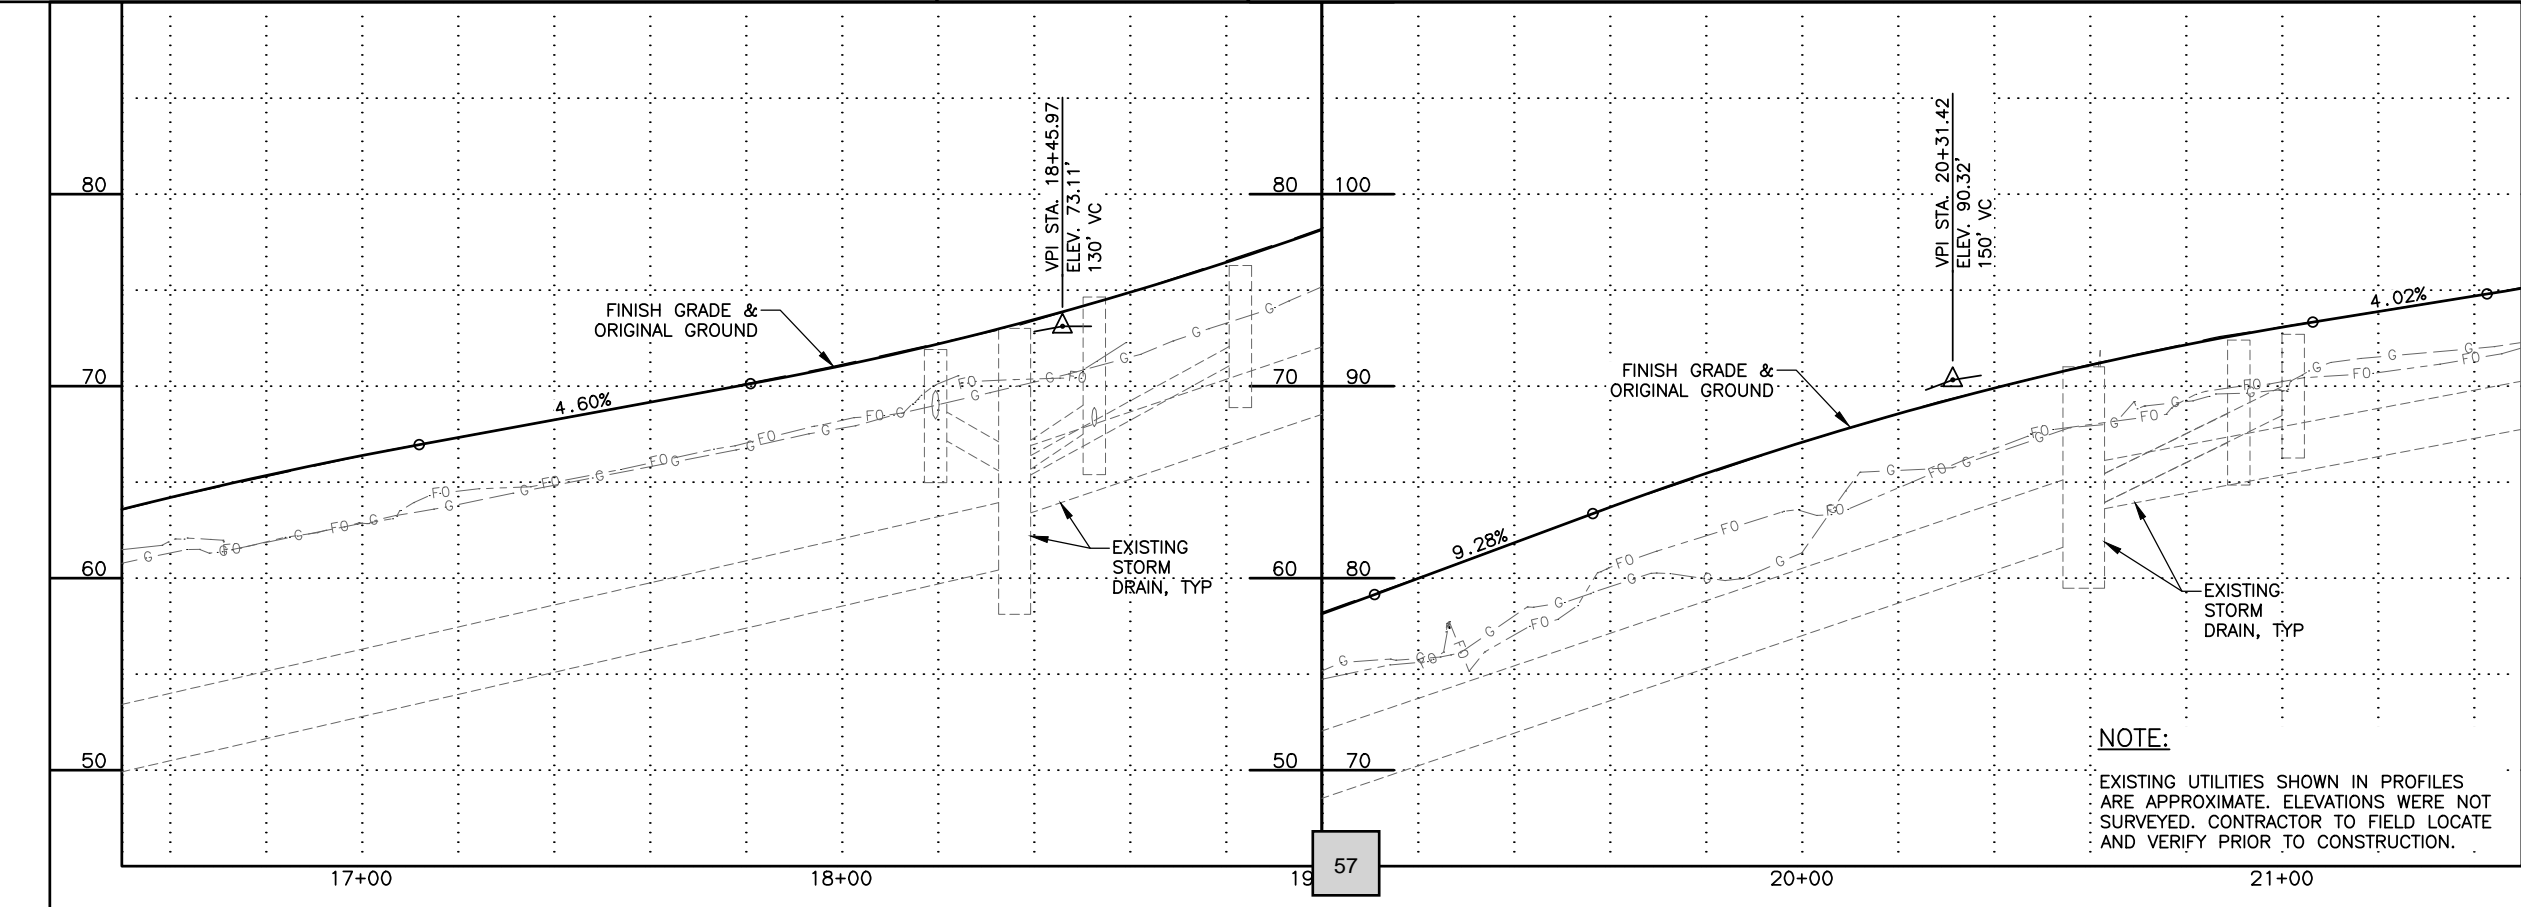 80
70
60
50
FINISH GRADE &
ORIGINAL GROUND
4.60%
VPI STA. 18+45.97
ELEV. 73.11'
130' VC
EXISTING
STORM
DRAIN, TYP
G
FO
80 100
70 90
60 80
50 70
VPI STA. 20+31.42
ELEV. 90.32'
150' VC
FINISH GRADE &
ORIGINAL GROUND
9.28%
4.02%
EXISTING
STORM
DRAIN, TYP
G
FO
NOTE:
EXISTING UTILITIES SHOWN IN PROFILES
ARE APPROXIMATE. ELEVATIONS WERE NOT
SURVEYED. CONTRACTOR TO FIELD LOCATE
AND VERIFY PRIOR TO CONSTRUCTION.
17+00 18+00 19 57 20+00 21+00